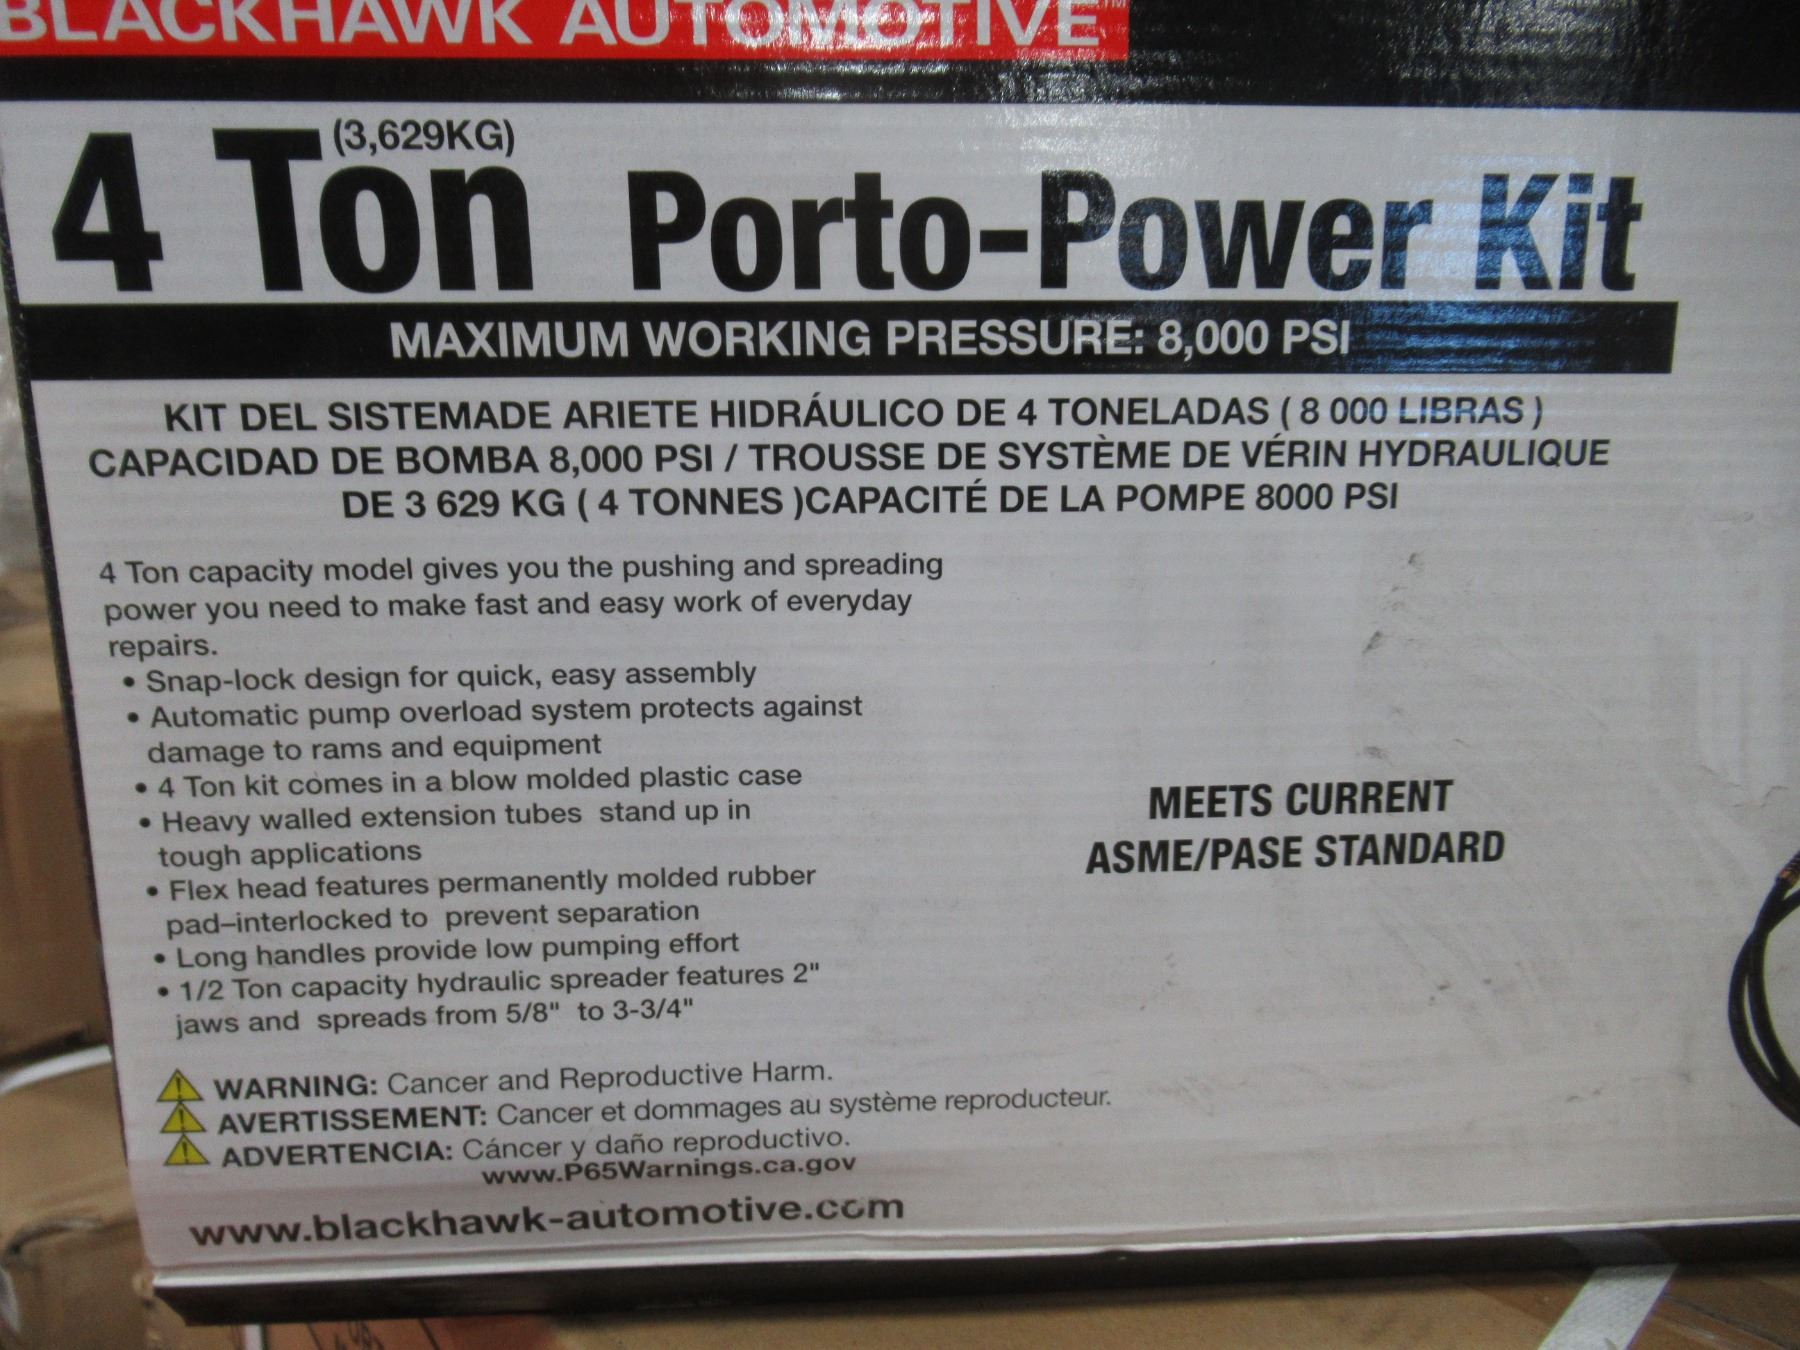 BLACKHAWK AUTOMOTIVE™
4 Ton (3,629KG) Porto-Power Kit
MAXIMUM WORKING PRESSURE: 8,000 PSI
KIT DEL SISTEMADE ARIETE HIDRÁULICO DE 4 TONELADAS ( 8 000 LIBRAS )
CAPACIDAD DE BOMBA 8,000 PSI / TROUSSE DE SYSTÈME DE VÉRIN HYDRAULIQUE
DE 3 629 KG ( 4 TONNES )CAPACITÉ DE LA POMPE 8000 PSI
4 Ton capacity model gives you the pushing and spreading
power you need to make fast and easy work of everyday
repairs.
• Snap-lock design for quick, easy assembly
• Automatic pump overload system protects against
damage to rams and equipment
• 4 Ton kit comes in a blow molded plastic case
• Heavy walled extension tubes stand up in
tough applications
• Flex head features permanently molded rubber
pad–interlocked to prevent separation
• Long handles provide low pumping effort
• 1/2 Ton capacity hydraulic spreader features 2"
jaws and spreads from 5/8" to 3-3/4"
MEETS CURRENT
ASME/PASE STANDARD
WARNING: Cancer and Reproductive Harm.
AVERTISSEMENT: Cancer et dommages au système reproducteur.
ADVERTENCIA: Cáncer y daño reproductivo.
www.P65Warnings.ca.gov
www.blackhawk-automotive.com